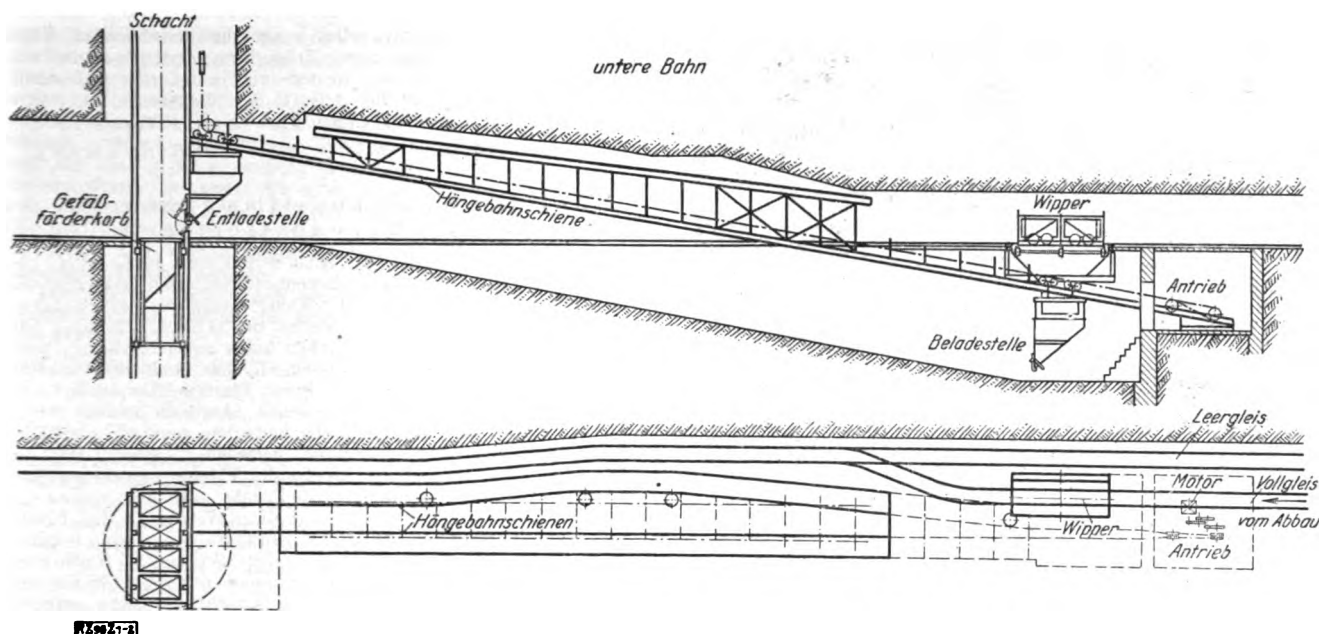 Schacht
untere Bahn
Gefäß-
förderkorb
Entladestelle
Hängebahnschiene
Wipper
Antrieb
Beladestelle
Leergleis
Motor
Vollgleis
Hängebahnschienen
Wipper
vom Abbau
Antrieb